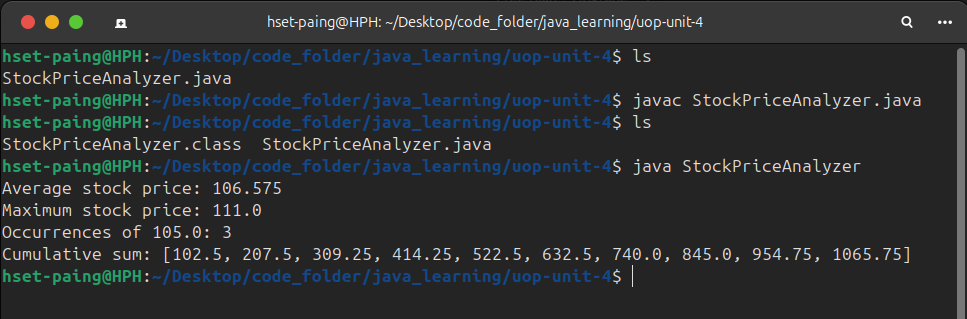 hset-paing@HPH: ~/Desktop/code_folder/java_learning/uop-unit-4
hset-paing@HPH:~/Desktop/code_folder/java_learning/uop-unit-4$ ls
StockPriceAnalyzer.java
hset-paing@HPH:~/Desktop/code_folder/java_learning/uop-unit-4$ javac StockPriceAnalyzer.java
hset-paing@HPH:~/Desktop/code_folder/java_learning/uop-unit-4$ ls
StockPriceAnalyzer.class  StockPriceAnalyzer.java
hset-paing@HPH:~/Desktop/code_folder/java_learning/uop-unit-4$ java StockPriceAnalyzer
Average stock price: 106.575
Maximum stock price: 111.0
Occurrences of 105.0: 3
Cumulative sum: [102.5, 207.5, 309.25, 414.25, 522.5, 632.5, 740.0, 845.0, 954.75, 1065.75]
hset-paing@HPH:~/Desktop/code_folder/java_learning/uop-unit-4$